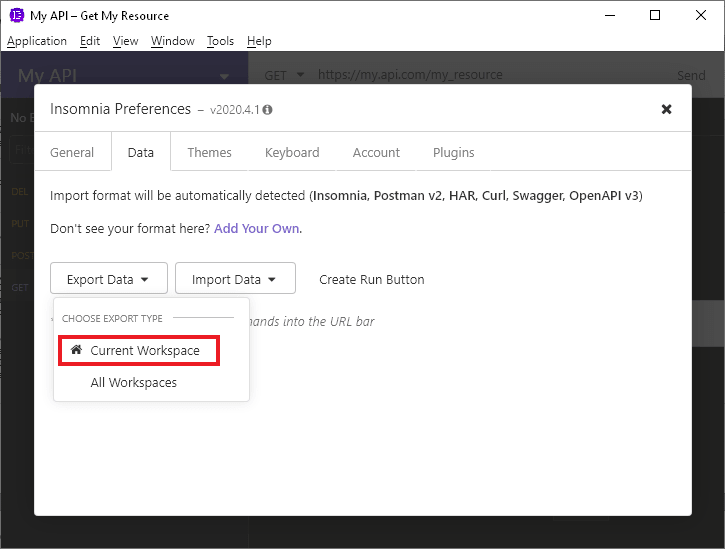 My API – Get My Resource
Application Edit View Window Tools Help
My API GET https://my.api.com/my_resource Send
Insomnia Preferences – v2020.4.1
No E
General Data Themes Keyboard Account Plugins
DEL
Import format will be automatically detected (Insomnia, Postman v2, HAR, Curl, Swagger, OpenAPI v3)
PUT
Don't see your format here? Add Your Own.
POST
Export Data Import Data Create Run Button
GET
CHOOSE EXPORT TYPE
ands into the URL bar
Current Workspace
All Workspaces